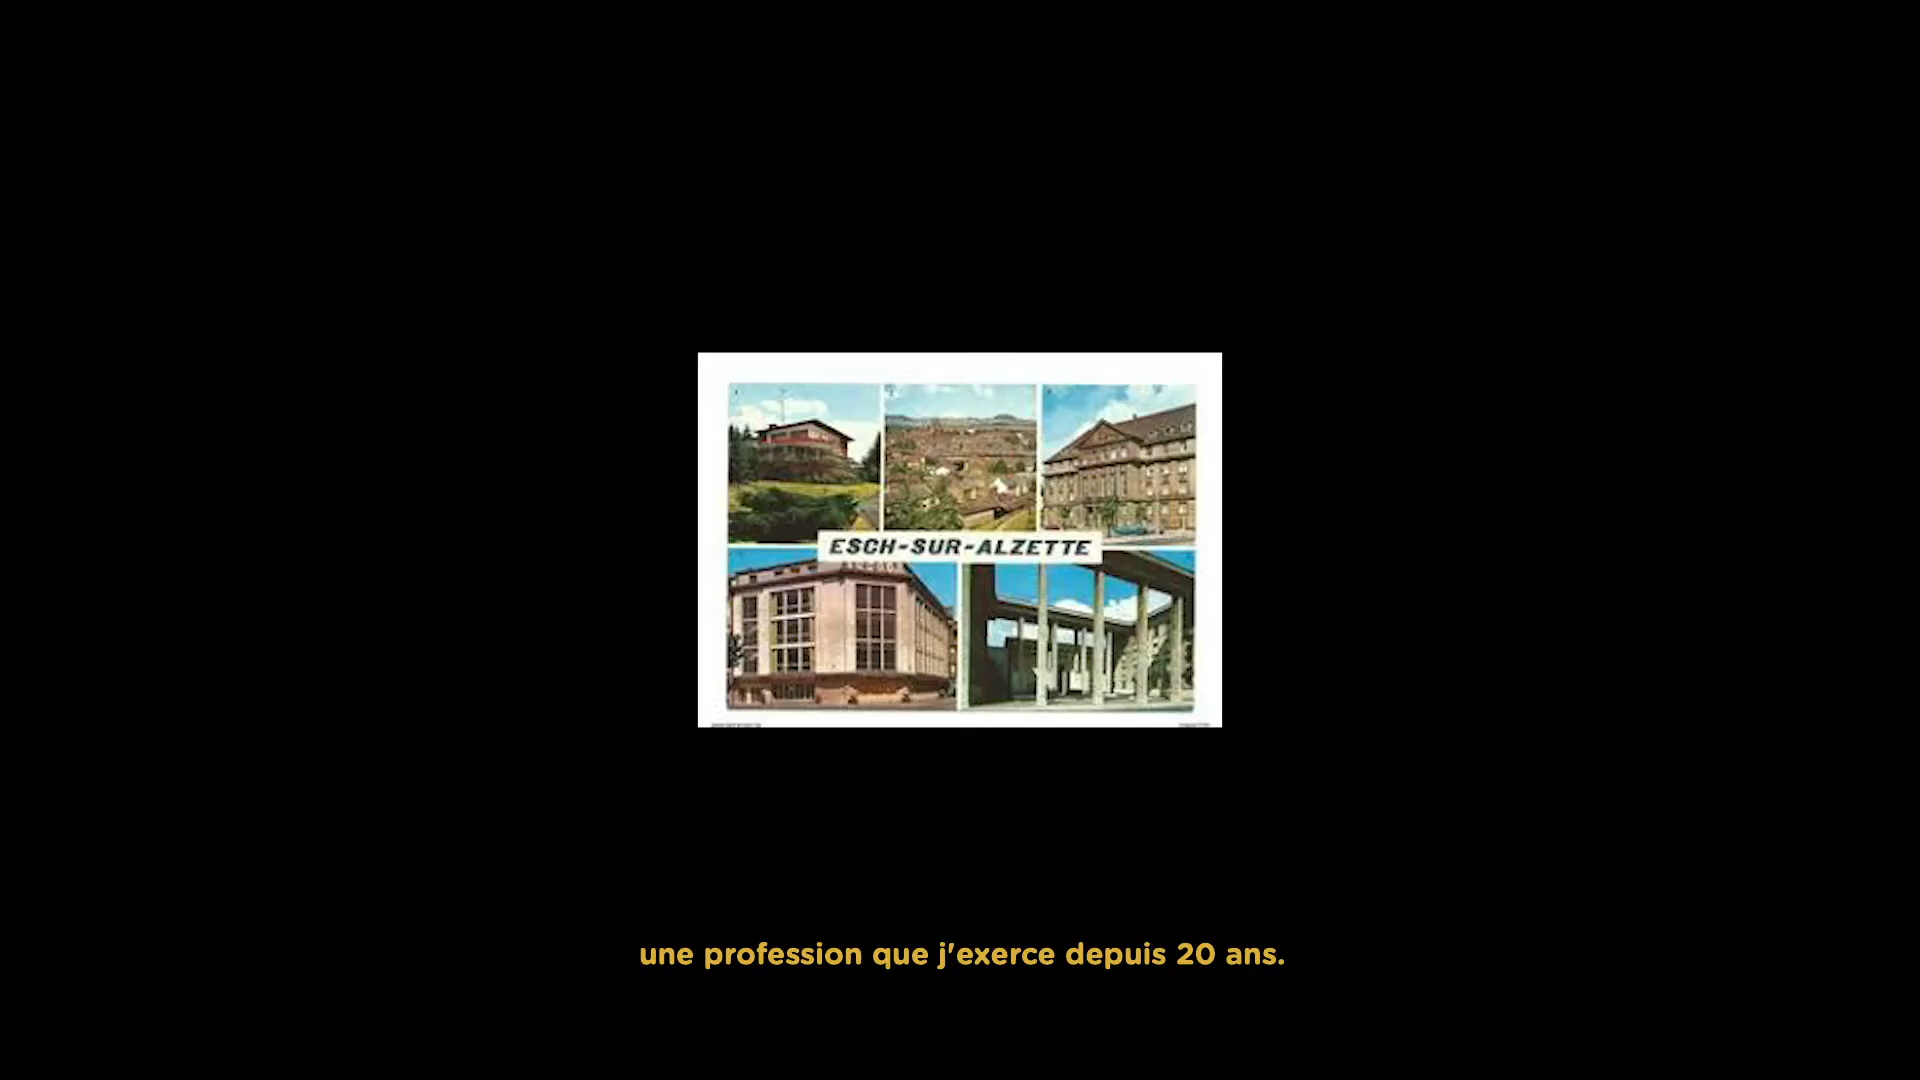 ESCH-SUR-ALZETTE
une profession que j'exerce depuis 20 ans.